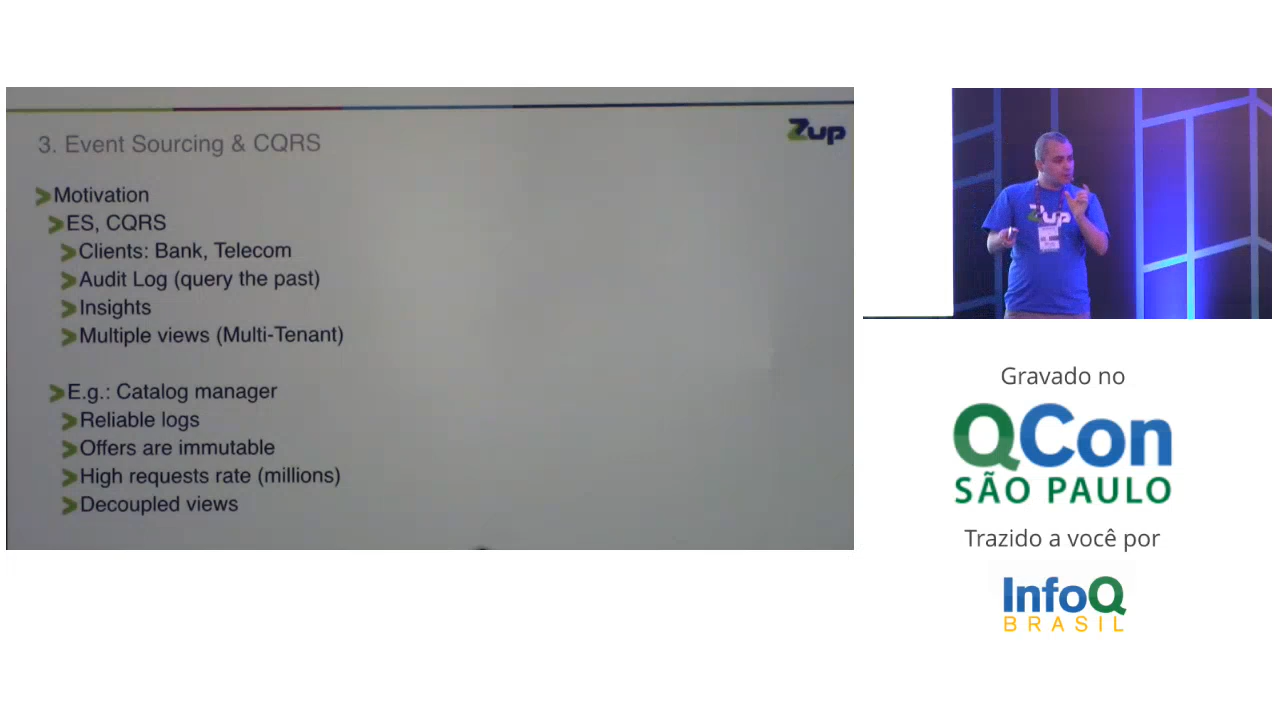 3. Event Sourcing & CQRS
Zup
Motivation
ES, CQRS
Clients: Bank, Telecom
Audit Log (query the past)
Insights
Multiple views (Multi-Tenant)
E.g.: Catalog manager
Reliable logs
Offers are immutable
High requests rate (millions)
Decoupled views
Zup
Gravado no
QCon
SÃO PAULO
Trazido a você por
InfoQ
BRASIL